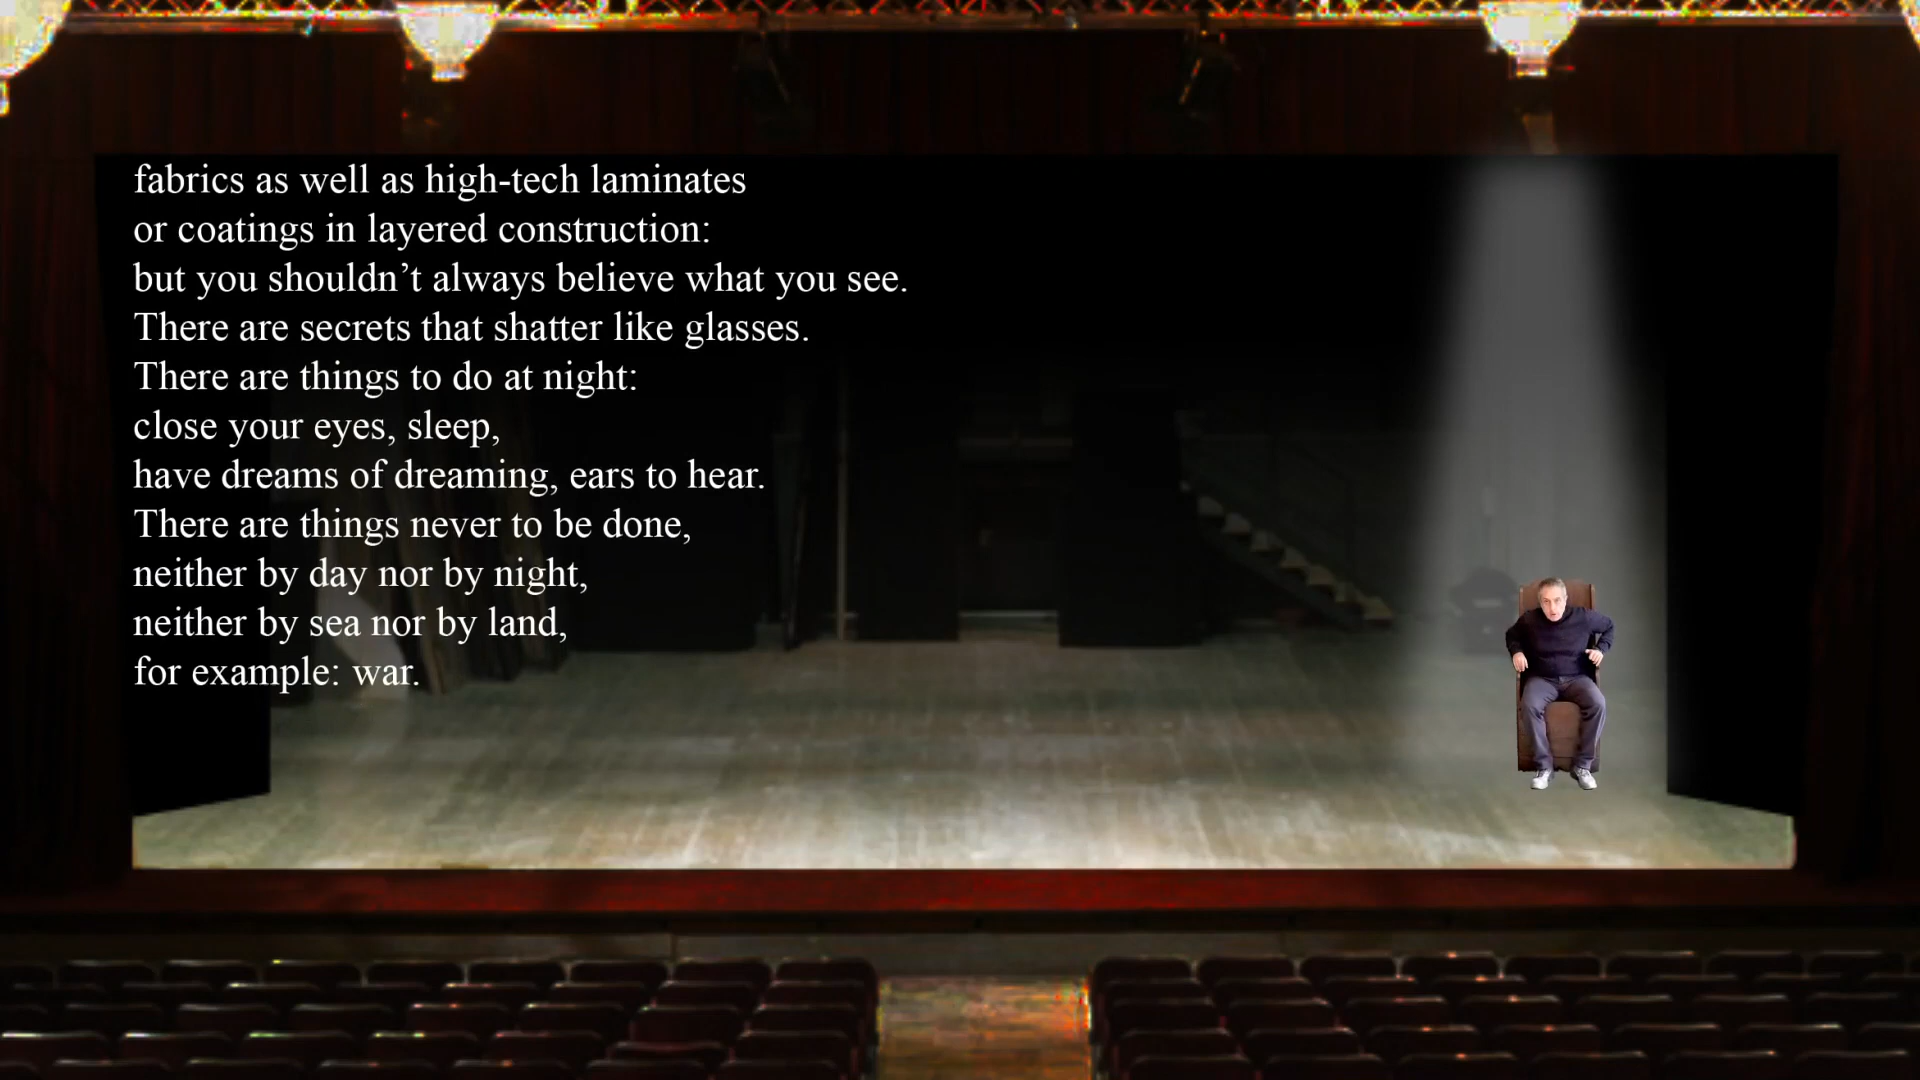 fabrics as well as high-tech laminates
or coatings in layered construction:
but you shouldn’t always believe what you see.
There are secrets that shatter like glasses.
There are things to do at night:
close your eyes, sleep,
have dreams of dreaming, ears to hear.
There are things never to be done,
neither by day nor by night,
neither by sea nor by land,
for example: war.